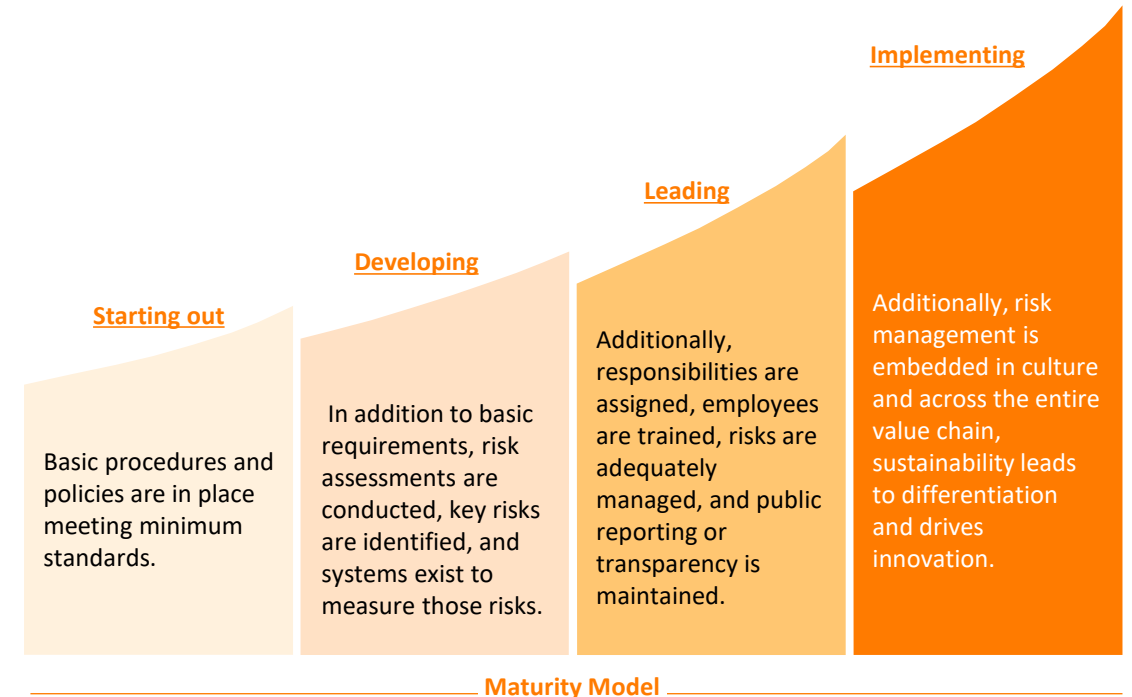 Starting out
Basic procedures and
policies are in place
meeting minimum
standards.
Developing
In addition to basic
requirements, risk
assessments are
conducted, key risks
are identified, and
systems exist to
measure those risks.
Leading
Additionally,
responsibilities are
assigned, employees
are trained, risks are
adequately
managed, and public
reporting or
transparency is
maintained.
Implementing
Additionally, risk
management is
embedded in culture
and across the entire
value chain,
sustainability leads
to differentiation
and drives
innovation.
Maturity Model